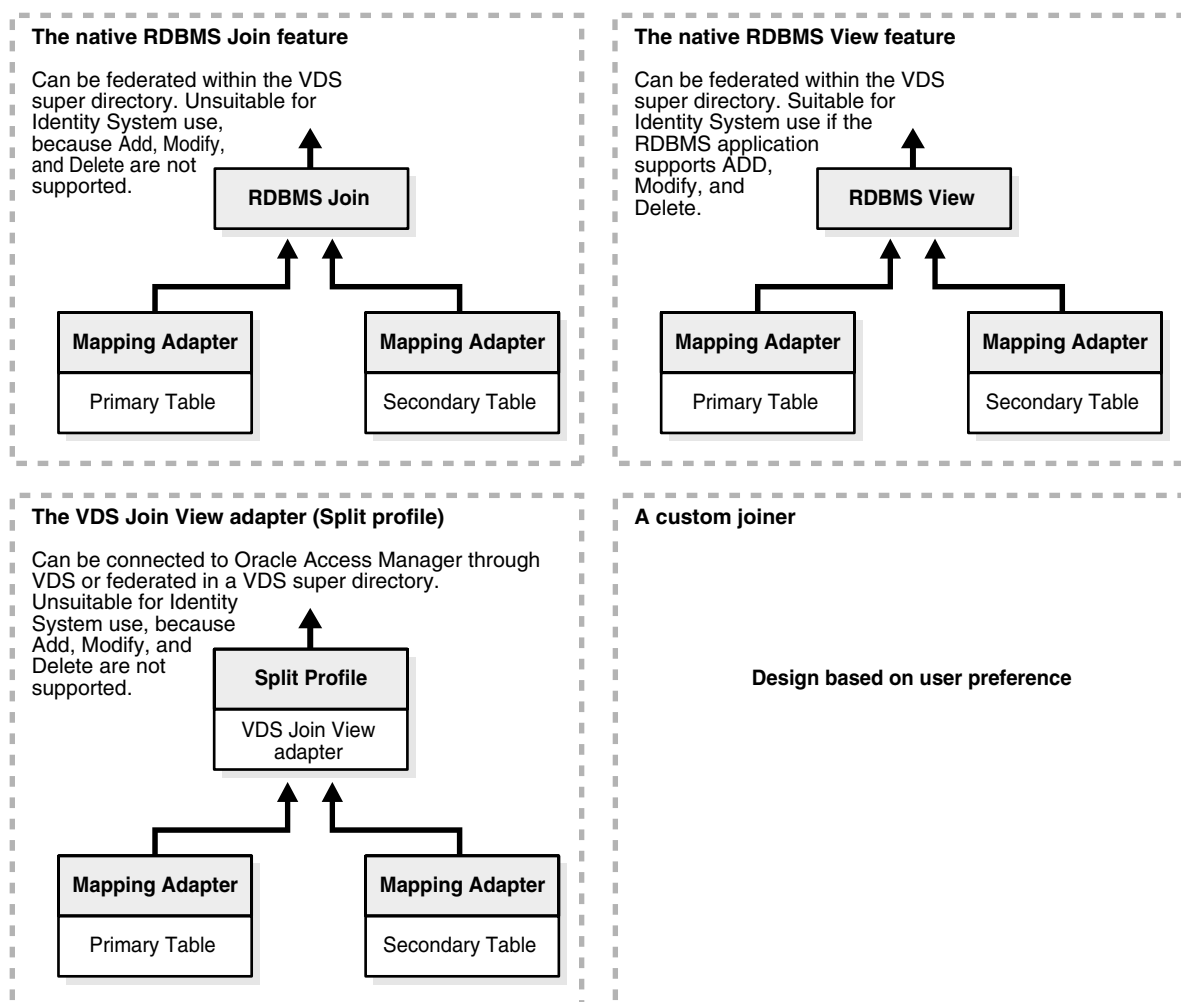 The native RDBMS Join feature
Can be federated within the VDS
super directory. Unsuitable for
Identity System use,
because Add, Modify,
and Delete are not
supported.
RDBMS Join
Mapping Adapter
Primary Table
Mapping Adapter
Secondary Table
The native RDBMS View feature
Can be federated within the VDS
super directory. Suitable for
Identity System use if the
RDBMS application
supports ADD,
Modify, and
Delete.
RDBMS View
Mapping Adapter
Primary Table
Mapping Adapter
Secondary Table
The VDS Join View adapter (Split profile)
Can be connected to Oracle Access Manager through
VDS or federated in a VDS super directory.
Unsuitable for Identity
System use, because
Add, Modify, and
Delete are not
supported.
Split Profile
VDS Join View
adapter
Mapping Adapter
Primary Table
Mapping Adapter
Secondary Table
A custom joiner
Design based on user preference